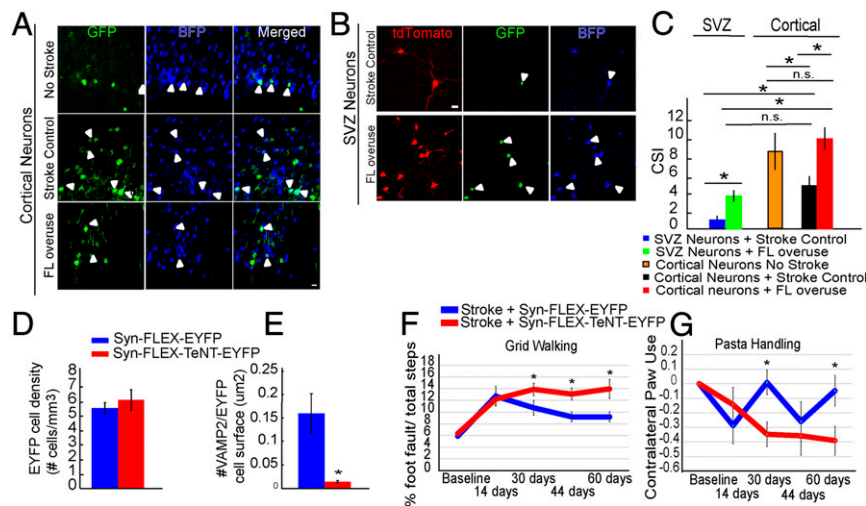 A
GFP
BFP
Merged
Cortical Neurons
No Stroke
Stroke Control
FL overuse
B
tdTomato
GFP
BFP
SVZ Neurons
Stroke Control
FL overuse
C
SVZ
Cortical
*
*
n.s.
*
*
n.s.
*
CSI
12
10
8
6
4
2
0
SVZ Neurons + Stroke Control
SVZ Neurons + FL overuse
Cortical Neurons No Stroke
Cortical Neurons + Stroke Control
Cortical neurons + FL overuse
D
Syn-FLEX-EYFP
Syn-FLEX-TeNT-EYFP
EYFP cell density
(# cells/mm3)
8
7
6
5
4
3
2
1
0
E
#VAMP2/EYFP
cell surface (um2)
0.25
0.2
0.15
0.1
0.05
0
*
F
Stroke + Syn-FLEX-EYFP
Stroke + Syn-FLEX-TeNT-EYFP
Grid Walking
% foot fault/ total steps
18
16
14
12
10
8
6
4
2
0
* * *
Baseline 30 days 60 days
14 days 44 days
G
Pasta Handling
Contralateral Paw Use
0.1
0
-0.1
-0.2
-0.3
-0.4
-0.5
-0.6
* *
Baseline 30 days 60 days
14 days 44 days